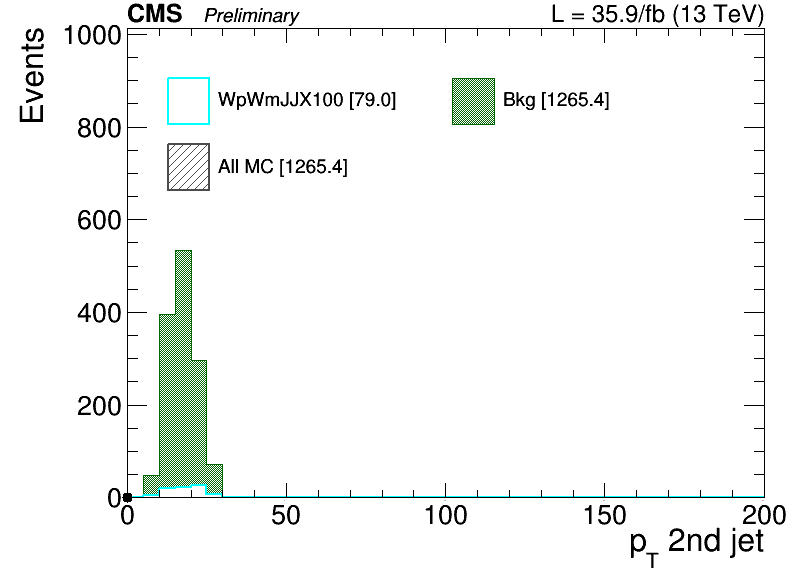 CMS Preliminary L = 35.9/fb (13 TeV)
Events
1000
800
600
400
200
0
WpWmJJX100 [79.0]
Bkg [1265.4]
All MC [1265.4]
0 50 100 150 200
p_T 2nd jet